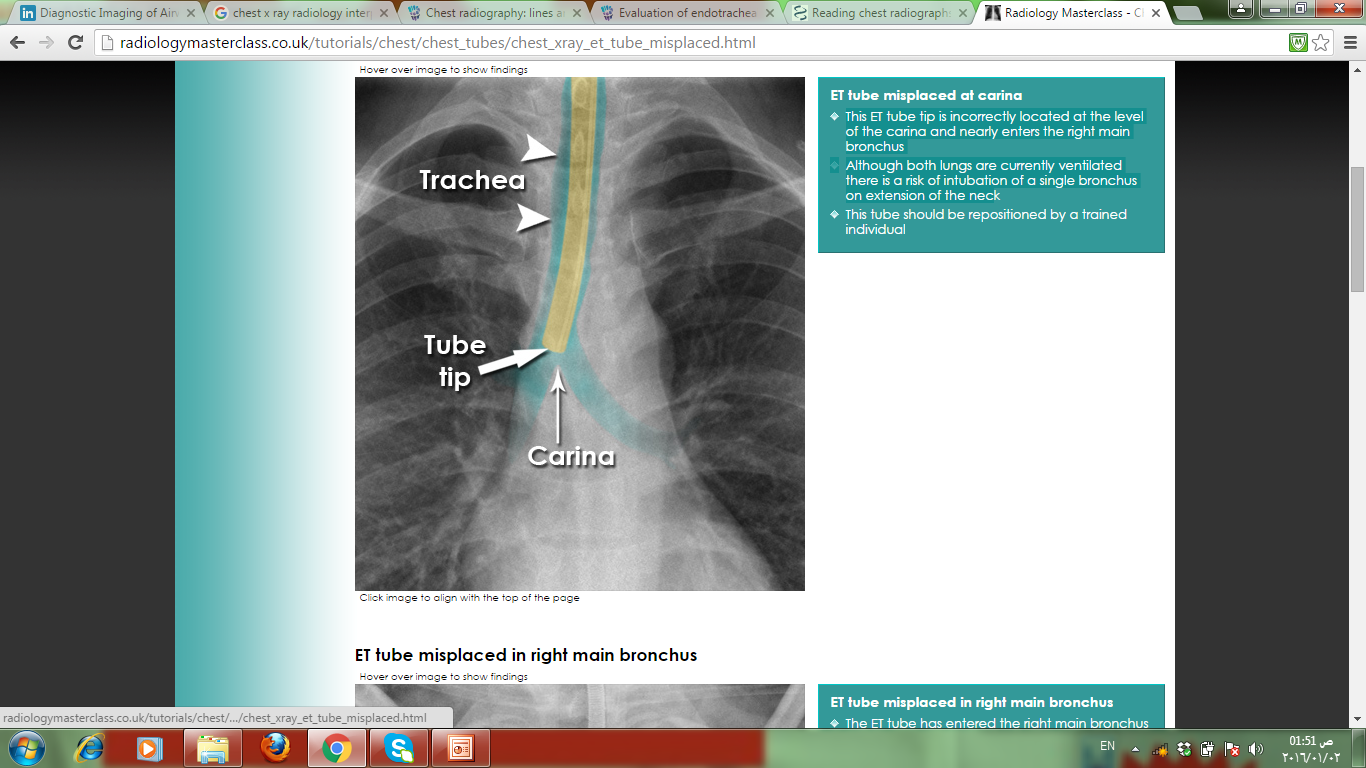 Diagnostic Imaging of Air
chest x ray radiology inter
Chest radiography: lines a
Evaluation of endotrachea
Reading chest radiograph
Radiology Masterclass - C
radiologymasterclass.co.uk/tutorials/chest/chest_tubes/chest_xray_et_tube_misplaced.html
Hover over image to show findings
Trachea
Tube
tip
Carina
Click image to align with the top of the page
ET tube misplaced at carina
This ET tube tip is incorrectly located at the level
of the carina and nearly enters the right main
bronchus
Although both lungs are currently ventilated
there is a risk of intubation of a single bronchus
on extension of the neck
This tube should be repositioned by a trained
individual
ET tube misplaced in right main bronchus
Hover over image to show findings
ET tube misplaced in right main bronchus
The ET tube has entered the right main bronchus
radiologymasterclass.co.uk/tutorials/chest/.../chest_xray_et_tube_misplaced.html
EN
01:51 ص
٢٠١٦/٠١/٠٢